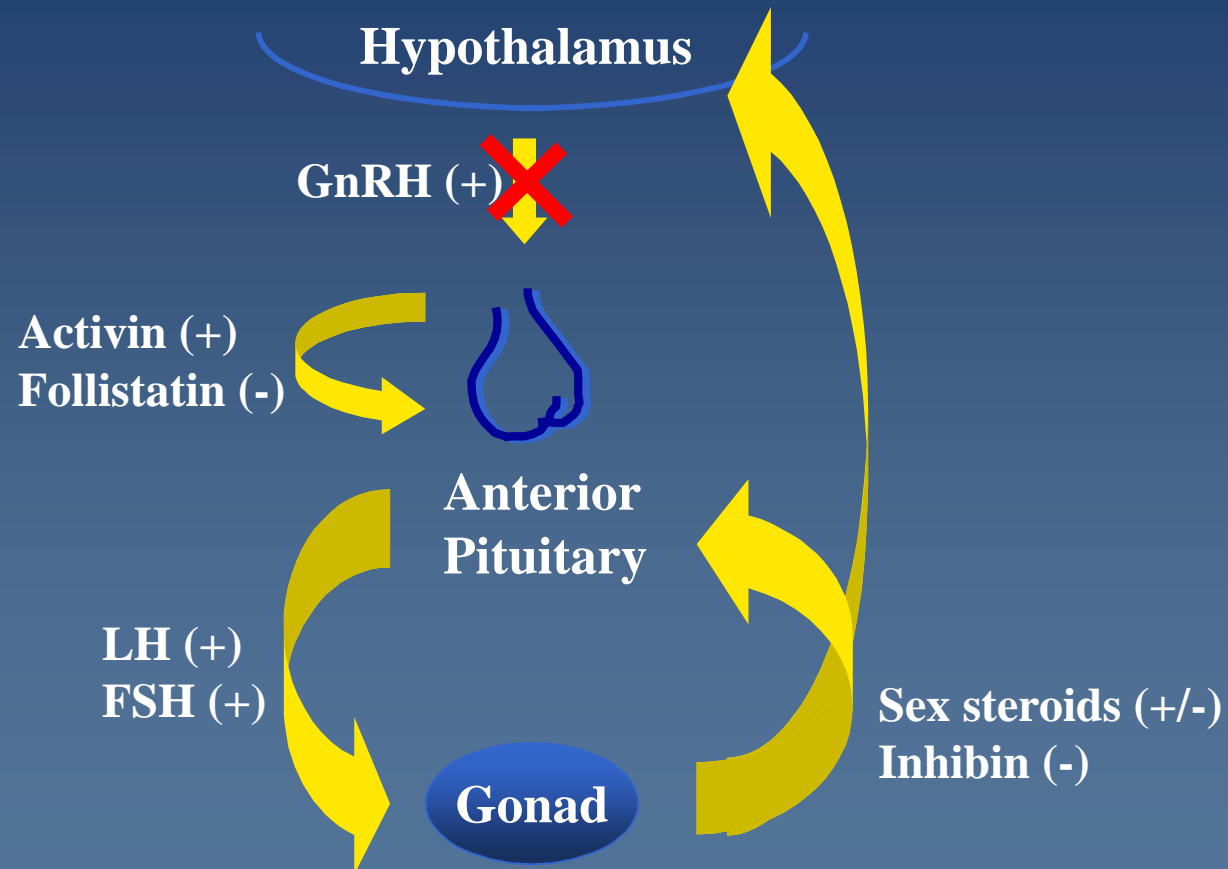 Hypothalamus
GnRH (+)
Activin (+)
Follistatin (-)
Anterior
Pituitary
LH (+)
FSH (+)
Sex steroids (+/-)
Inhibin (-)
Gonad